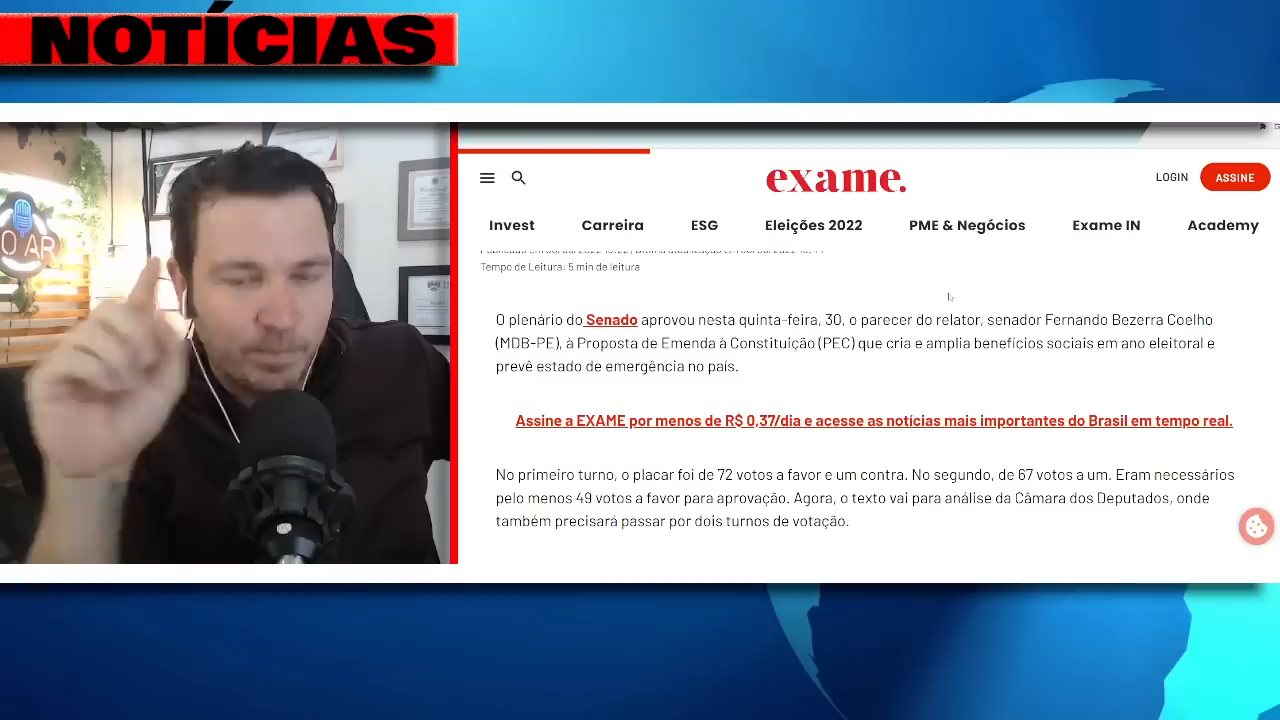 NOTÍCIAS
O AR
exame.
LOGIN
ASSINE
Invest
Carreira
ESG
Eleições 2022
PME & Negócios
Exame IN
Academy
Tempo de Leitura: 5 min de leitura
O plenário do Senado aprovou nesta quinta-feira, 30, o parecer do relator, senador Fernando Bezerra Coelho
(MDB-PE), à Proposta de Emenda à Constituição (PEC) que cria e amplia benefícios sociais em ano eleitoral e
prevê estado de emergência no país.
Assine a EXAME por menos de R$ 0,37/dia e acesse as notícias mais importantes do Brasil em tempo real.
No primeiro turno, o placar foi de 72 votos a favor e um contra. No segundo, de 67 votos a um. Eram necessários
pelo menos 49 votos a favor para aprovação. Agora, o texto vai para análise da Câmara dos Deputados, onde
também precisará passar por dois turnos de votação.